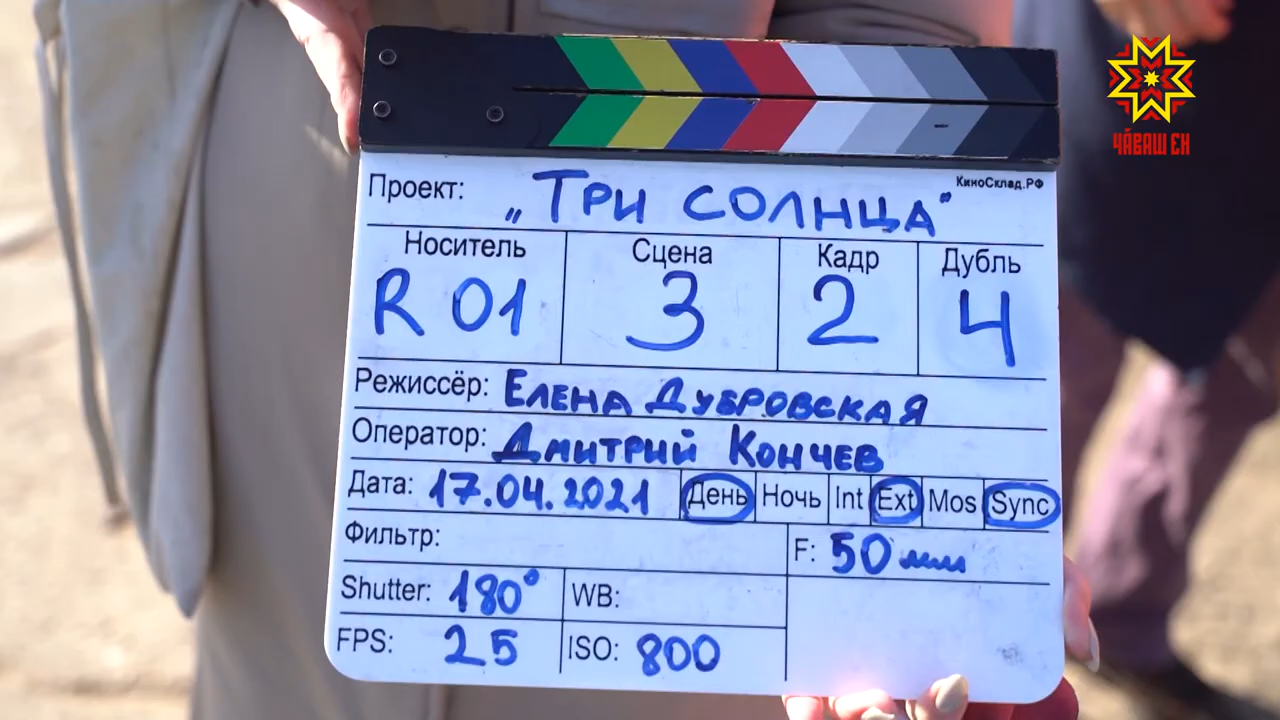 ЧӐВАШ ЕН
КиноСклад.РФ
Проект: „Три солнца"
Носитель Сцена Кадр Дубль
R 01 3 2 4
Режиссёр: Елена Дубровская
Оператор: Дмитрий Кончев
Дата: 17.04.2021 День Ночь Int Ext Mos Sync
Фильтр: F: 50 мм
Shutter: 180° WB:
FPS: 25 ISO: 800